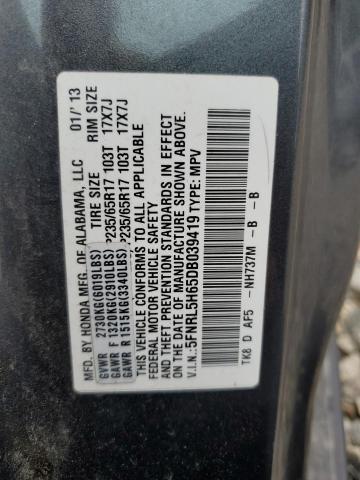 MFD. BY HONDA MFG. OF ALABAMA, LLC 01/'13
TIRE SIZE RIM SIZE
GVWR 2730KG(6019LBS)
GAWR F 1320KG(2910LBS) P235/65R17 103T 17X7J
GAWR R 1515KG(3340LBS) P235/65R17 103T 17X7J
THIS VEHICLE CONFORMS TO ALL APPLICABLE
FEDERAL MOTOR VEHICLE SAFETY
AND THEFT PREVENTION STANDARDS IN EFFECT
ON THE DATE OF MANUFACTURE SHOWN ABOVE.
V.I.N.: 5FNRL5H65DB039419 TYPE: MPV
TK8 D AF5 -NH737M -B -B